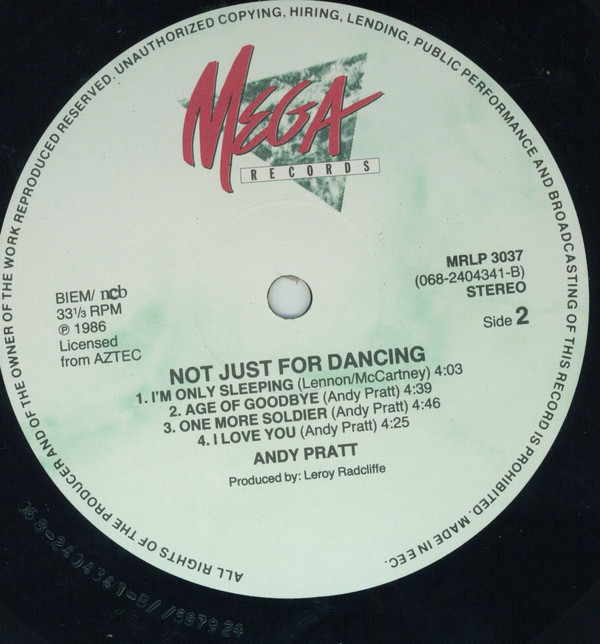 ALL RIGHTS OF THE PRODUCER AND OF THE OWNER OF THE WORK REPRODUCED RESERVED. UNAUTHORIZED COPYING, HIRING, LENDING, PUBLIC PERFORMANCE AND BROADCASTING OF THIS RECORD IS PROHIBITED. MADE IN EEC.
MEGA
RECORDS
BIEM/ ncb
33⅓ RPM
℗ 1986
Licensed
from AZTEC
MRLP 3037
(068-2404341-B)
STEREO
Side 2
NOT JUST FOR DANCING
1. I'M ONLY SLEEPING (Lennon/McCartney) 4:03
2. AGE OF GOODBYE (Andy Pratt) 4:39
3. ONE MORE SOLDIER (Andy Pratt) 4:46
4. I LOVE YOU (Andy Pratt) 4:25
ANDY PRATT
Produced by: Leroy Radcliffe